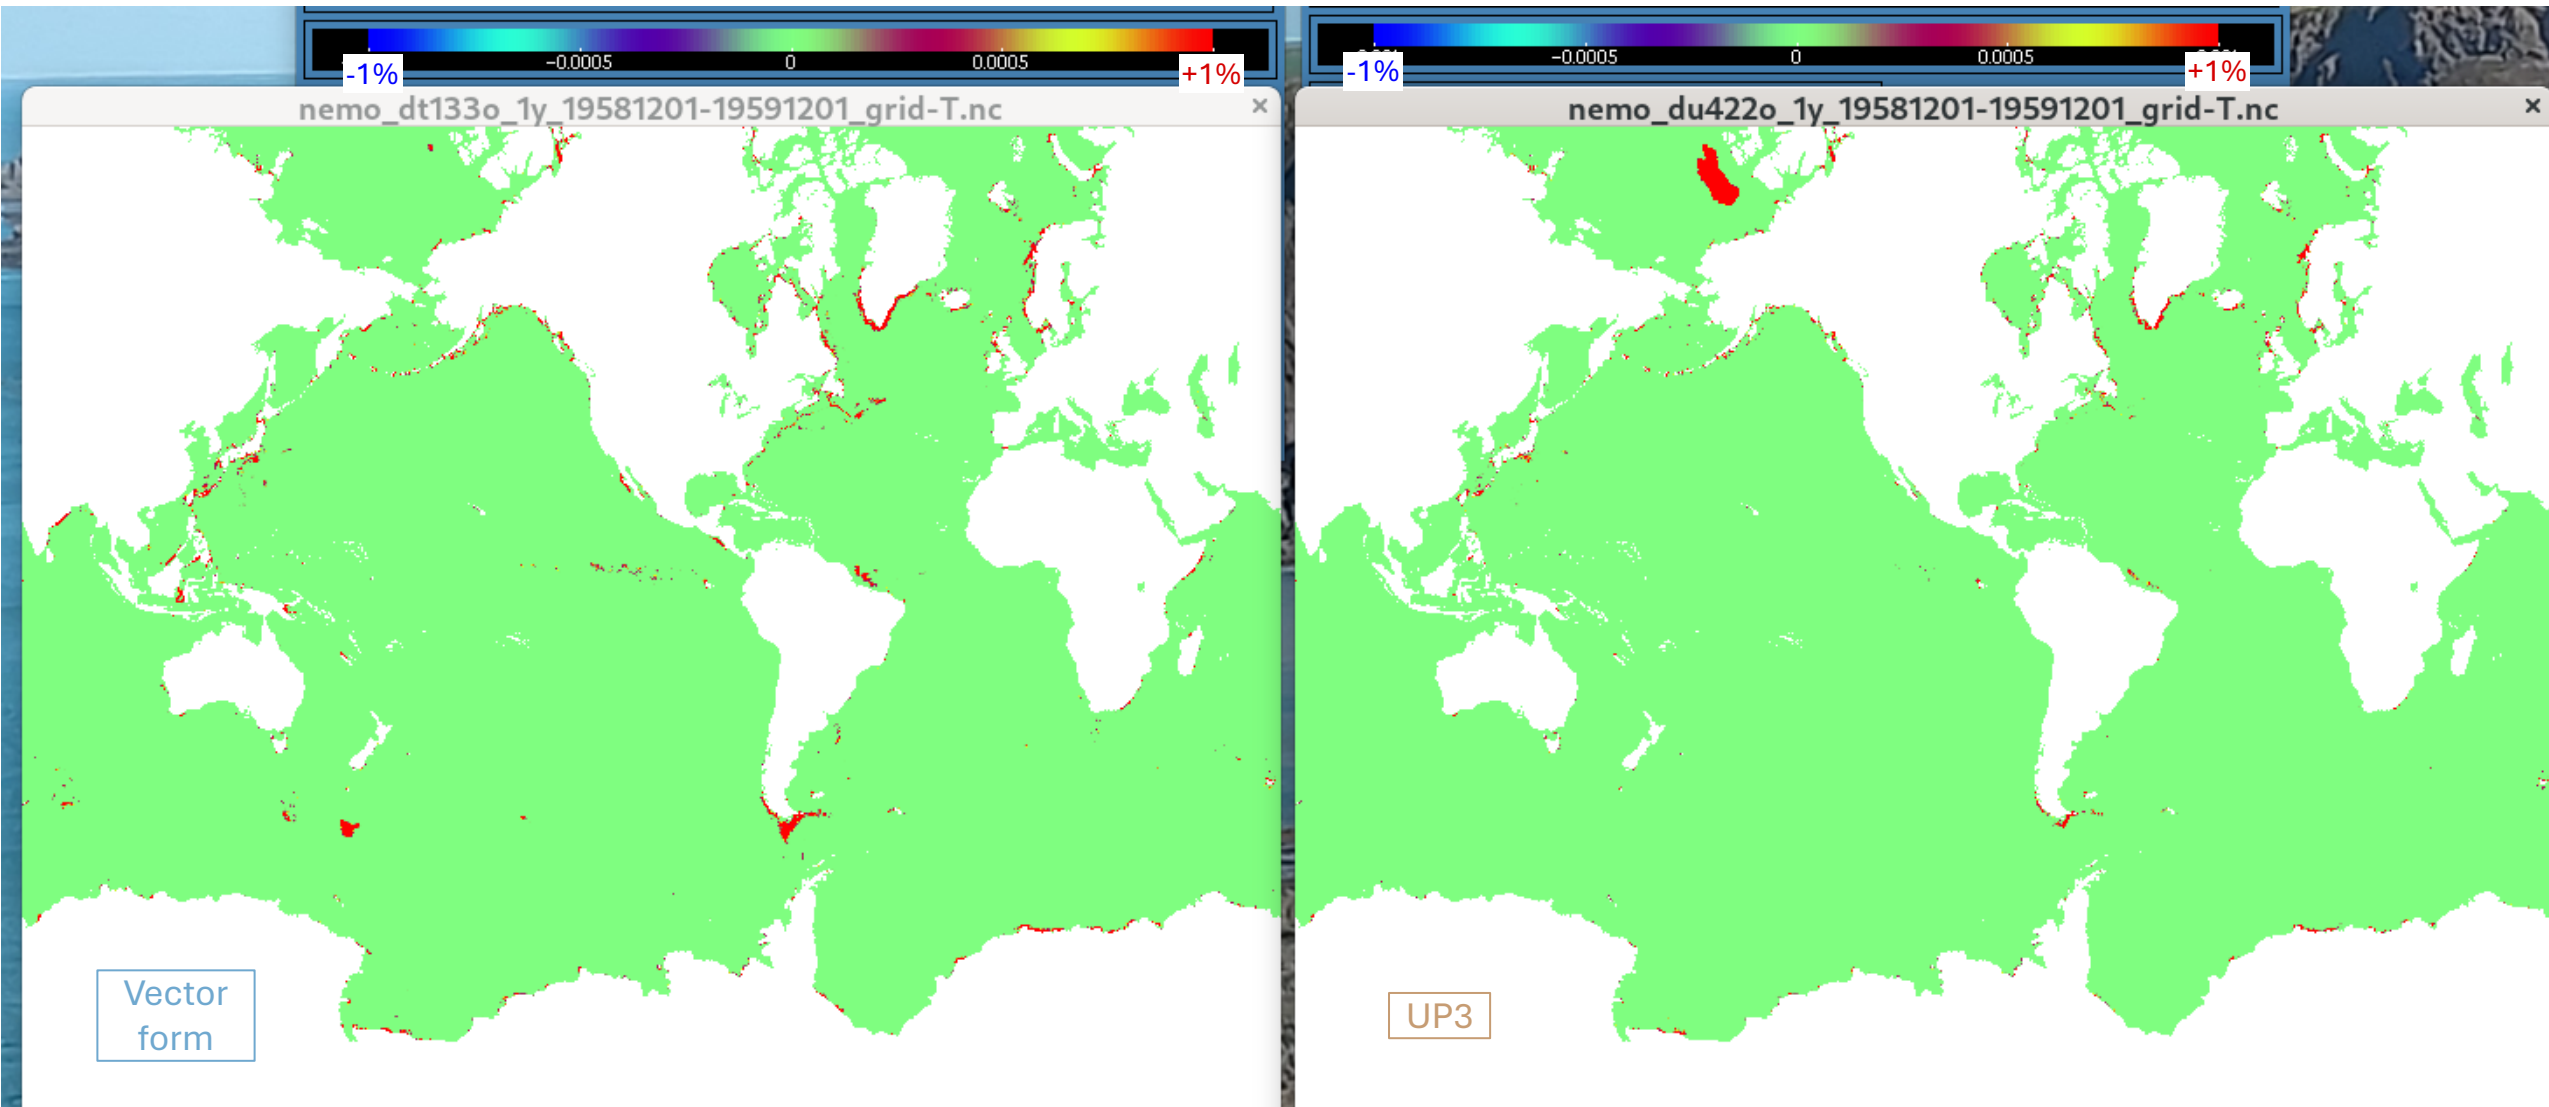 -0.0005 0 0.0005
-1% +1%
nemo_dt133o_1y_19581201-19591201_grid-T.nc ×
Vector
form
-0.0005 0 0.0005
-1% +1%
nemo_du422o_1y_19581201-19591201_grid-T.nc ×
UP3